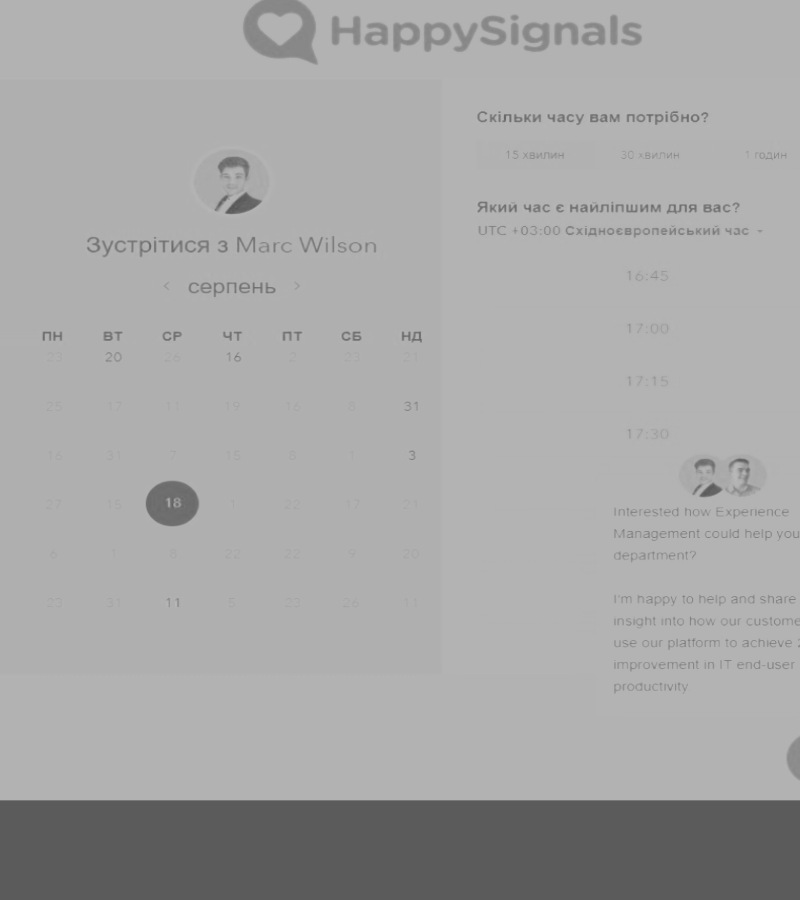 HappySignals
Зустрітися з Marc Wilson
< серпень >
ПН ВТ СР ЧТ ПТ СБ НД
23 20 26 16 2 23 21
25 17 11 19 16 8 31
16 31 7 15 8 1 3
27 15 18 1 22 17 21
6 1 8 22 22 9 20
23 31 11 5 23 26 11
Скільки часу вам потрібно?
15 хвилин 30 хвилин 1 годин
Який час є найліпшим для вас?
UTC +03:00 Східноєвропейський час
16:45
17:00
17:15
17:30
Interested how Experience
Management could help you
department?
I'm happy to help and share
insight into how our custome
use our platform to achieve 2
improvement in IT end-user
productivity